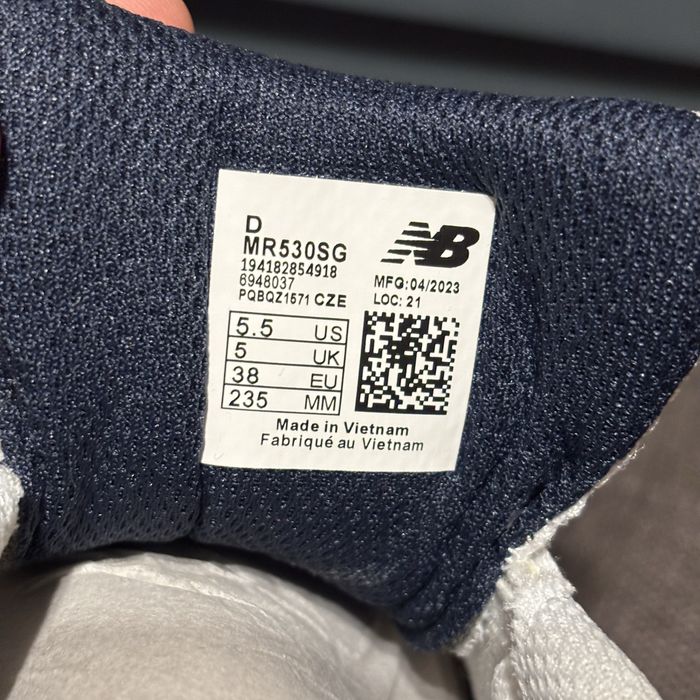 D
MR530SG
194182854918
6948037
PQBQZ1571 CZE
NB
MFG:04/2023
LOC: 21
5.5 US
5 UK
38 EU
235 MM
Made in Vietnam
Fabriqué au Vietnam